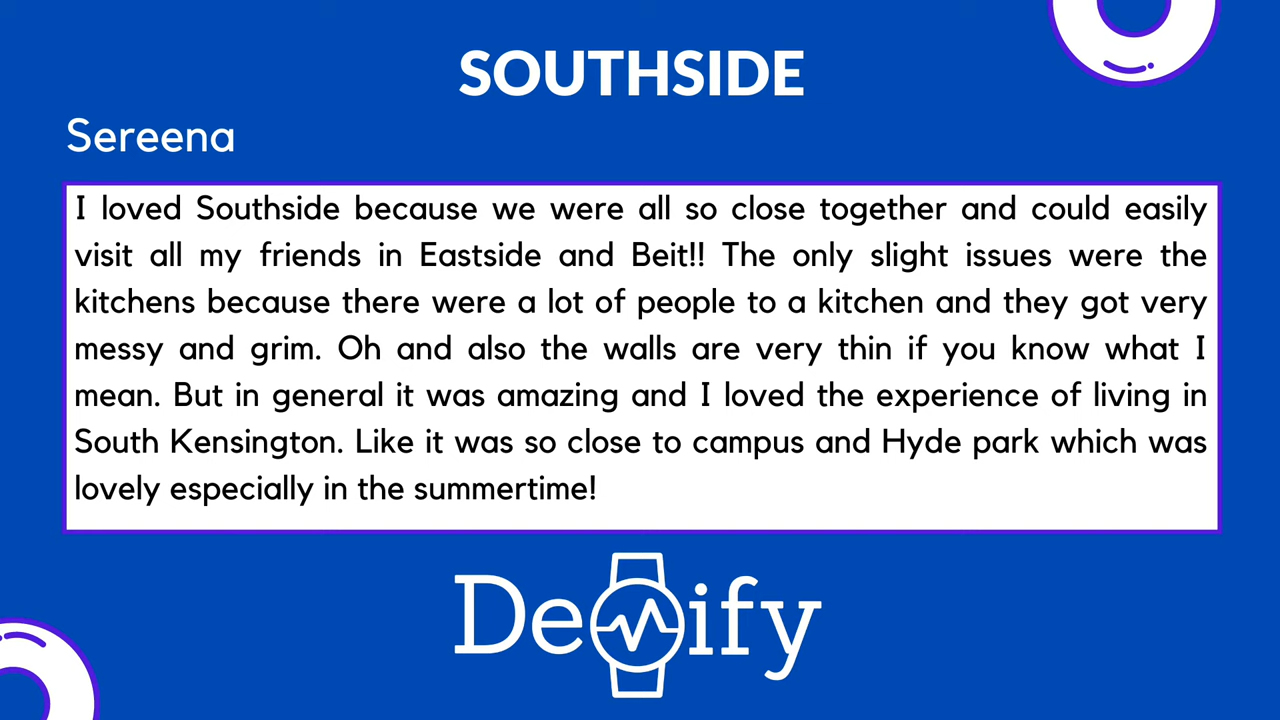 SOUTHSIDE
Sereena
I loved Southside because we were all so close together and could easily
visit all my friends in Eastside and Beit!! The only slight issues were the
kitchens because there were a lot of people to a kitchen and they got very
messy and grim. Oh and also the walls are very thin if you know what I
mean. But in general it was amazing and I loved the experience of living in
South Kensington. Like it was so close to campus and Hyde park which was
lovely especially in the summertime!
De ify